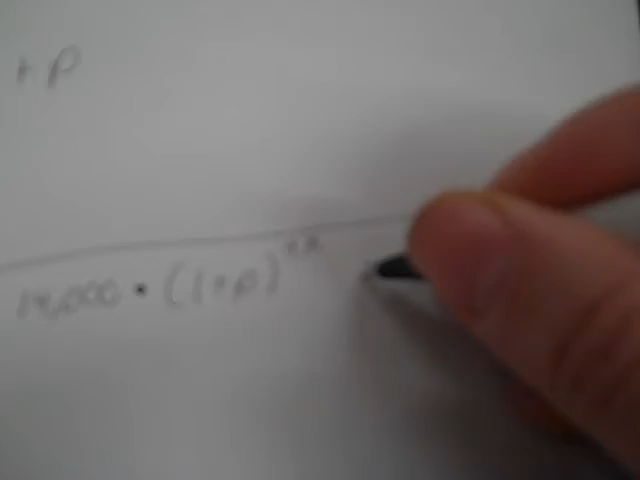 + p
14,000 • (1+p)